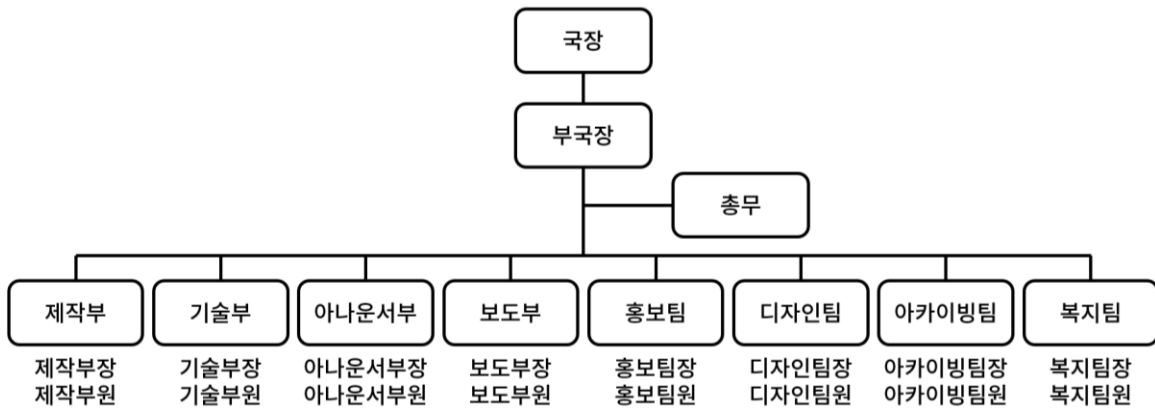 국장
부국장
총무
제작부 기술부 아나운서부 보도부 홍보팀 디자인팀 아카이빙팀 복지팀
제작부장 기술부장 아나운서부장 보도부장 홍보팀장 디자인팀장 아카이빙팀장 복지팀장
제작부원 기술부원 아나운서부원 보도부원 홍보팀원 디자인팀원 아카이빙팀원 복지팀원